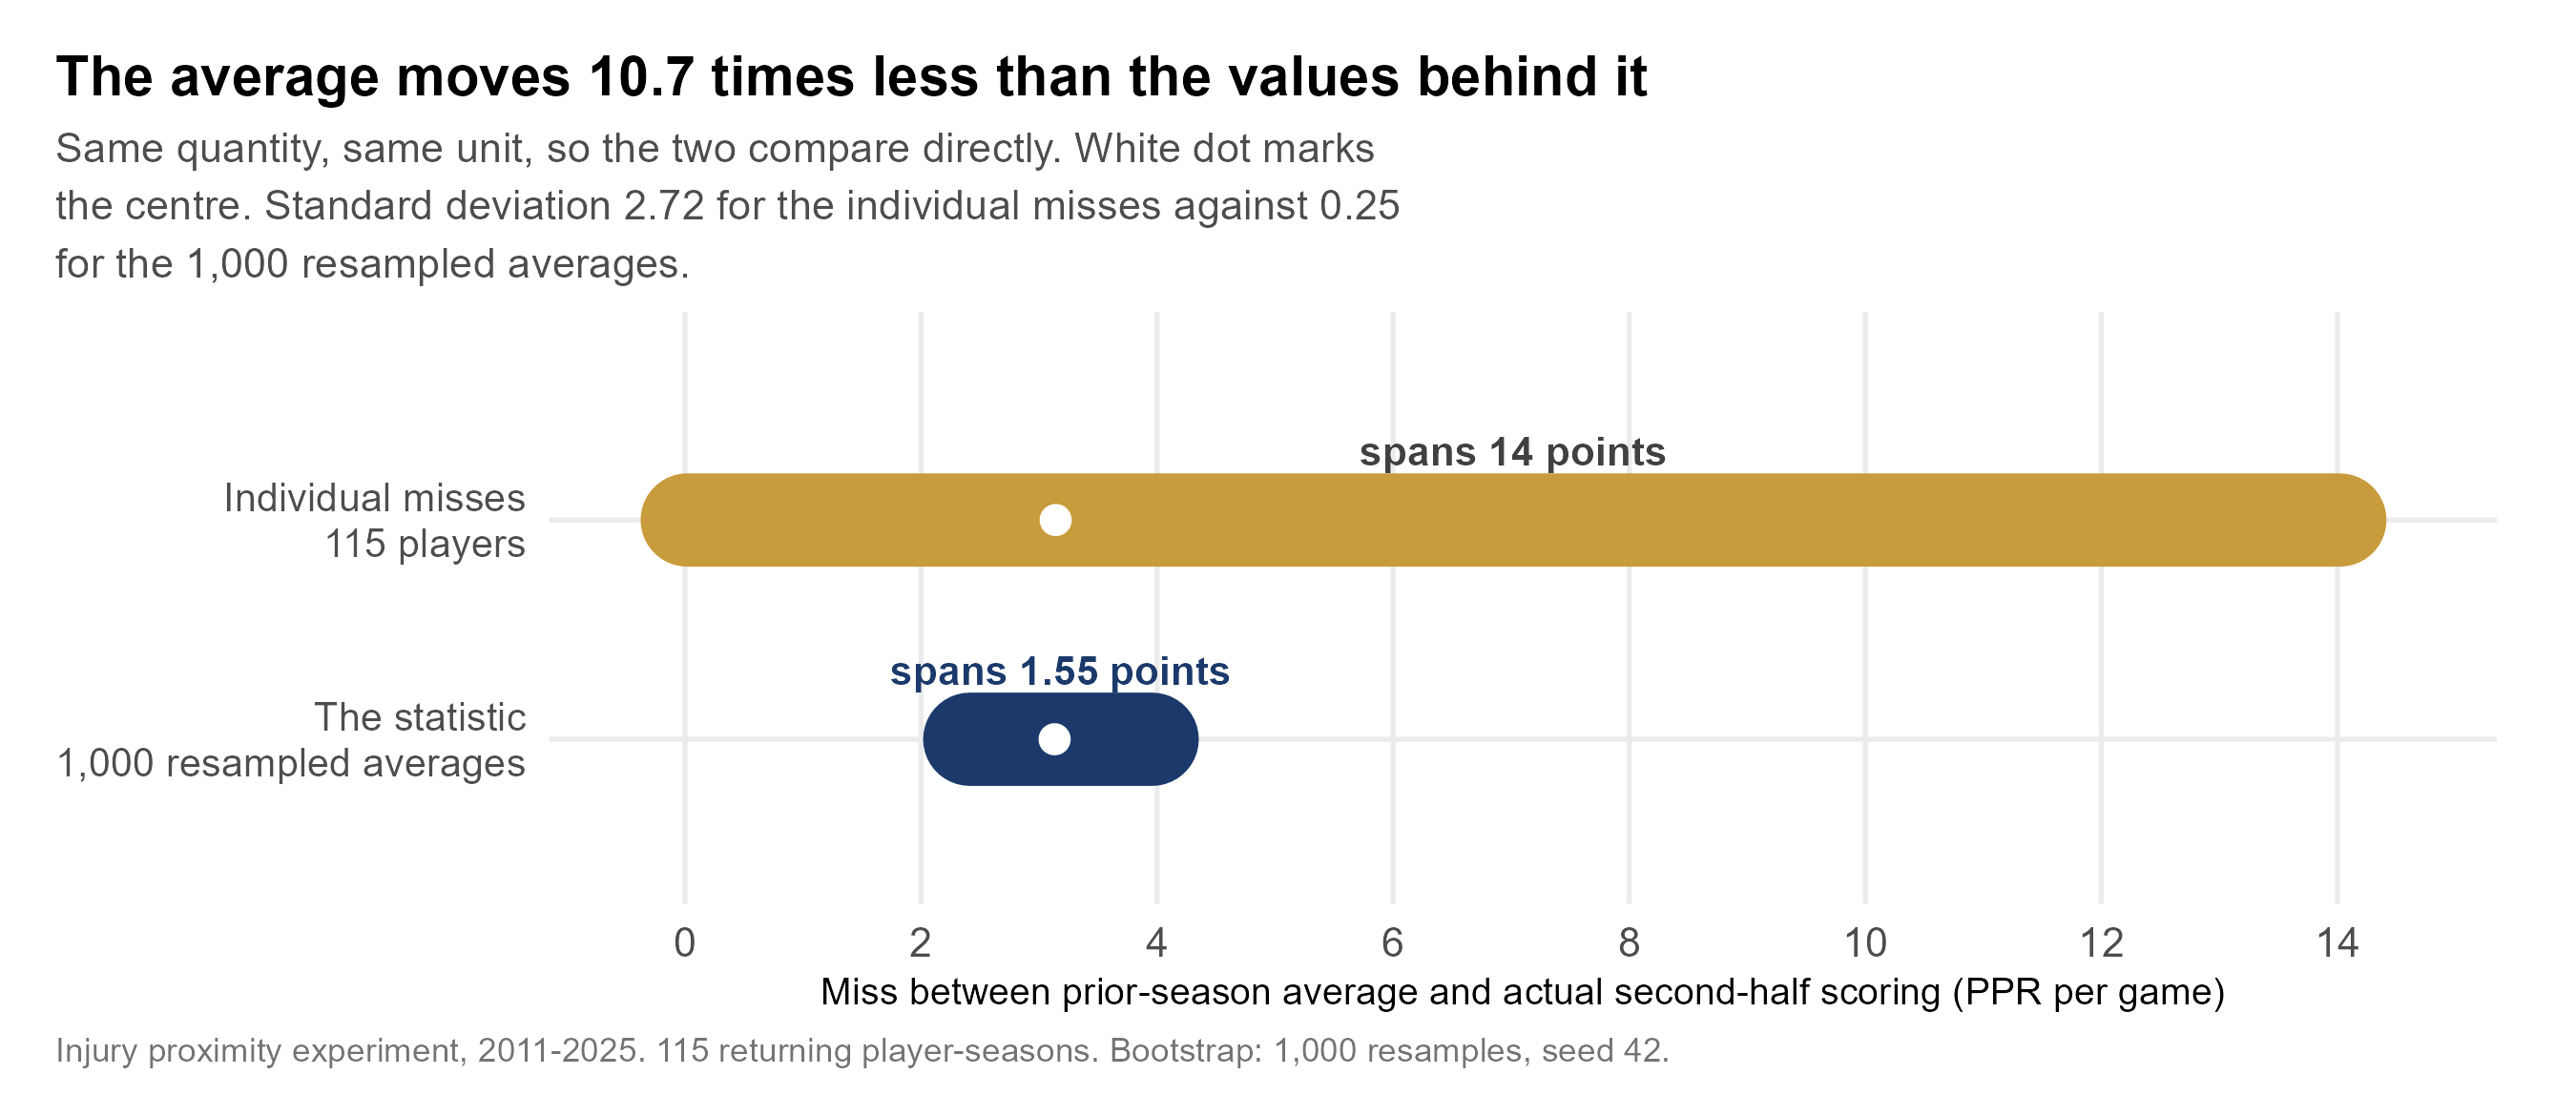 The average moves 10.7 times less than the values behind it
Same quantity, same unit, so the two compare directly. White dot marks
the centre. Standard deviation 2.72 for the individual misses against 0.25
for the 1,000 resampled averages.
spans 14 points
Individual misses
115 players
spans 1.55 points
The statistic
1,000 resampled averages
0 2 4 6 8 10 12 14
Miss between prior-season average and actual second-half scoring (PPR per game)
Injury proximity experiment, 2011-2025. 115 returning player-seasons. Bootstrap: 1,000 resamples, seed 42.